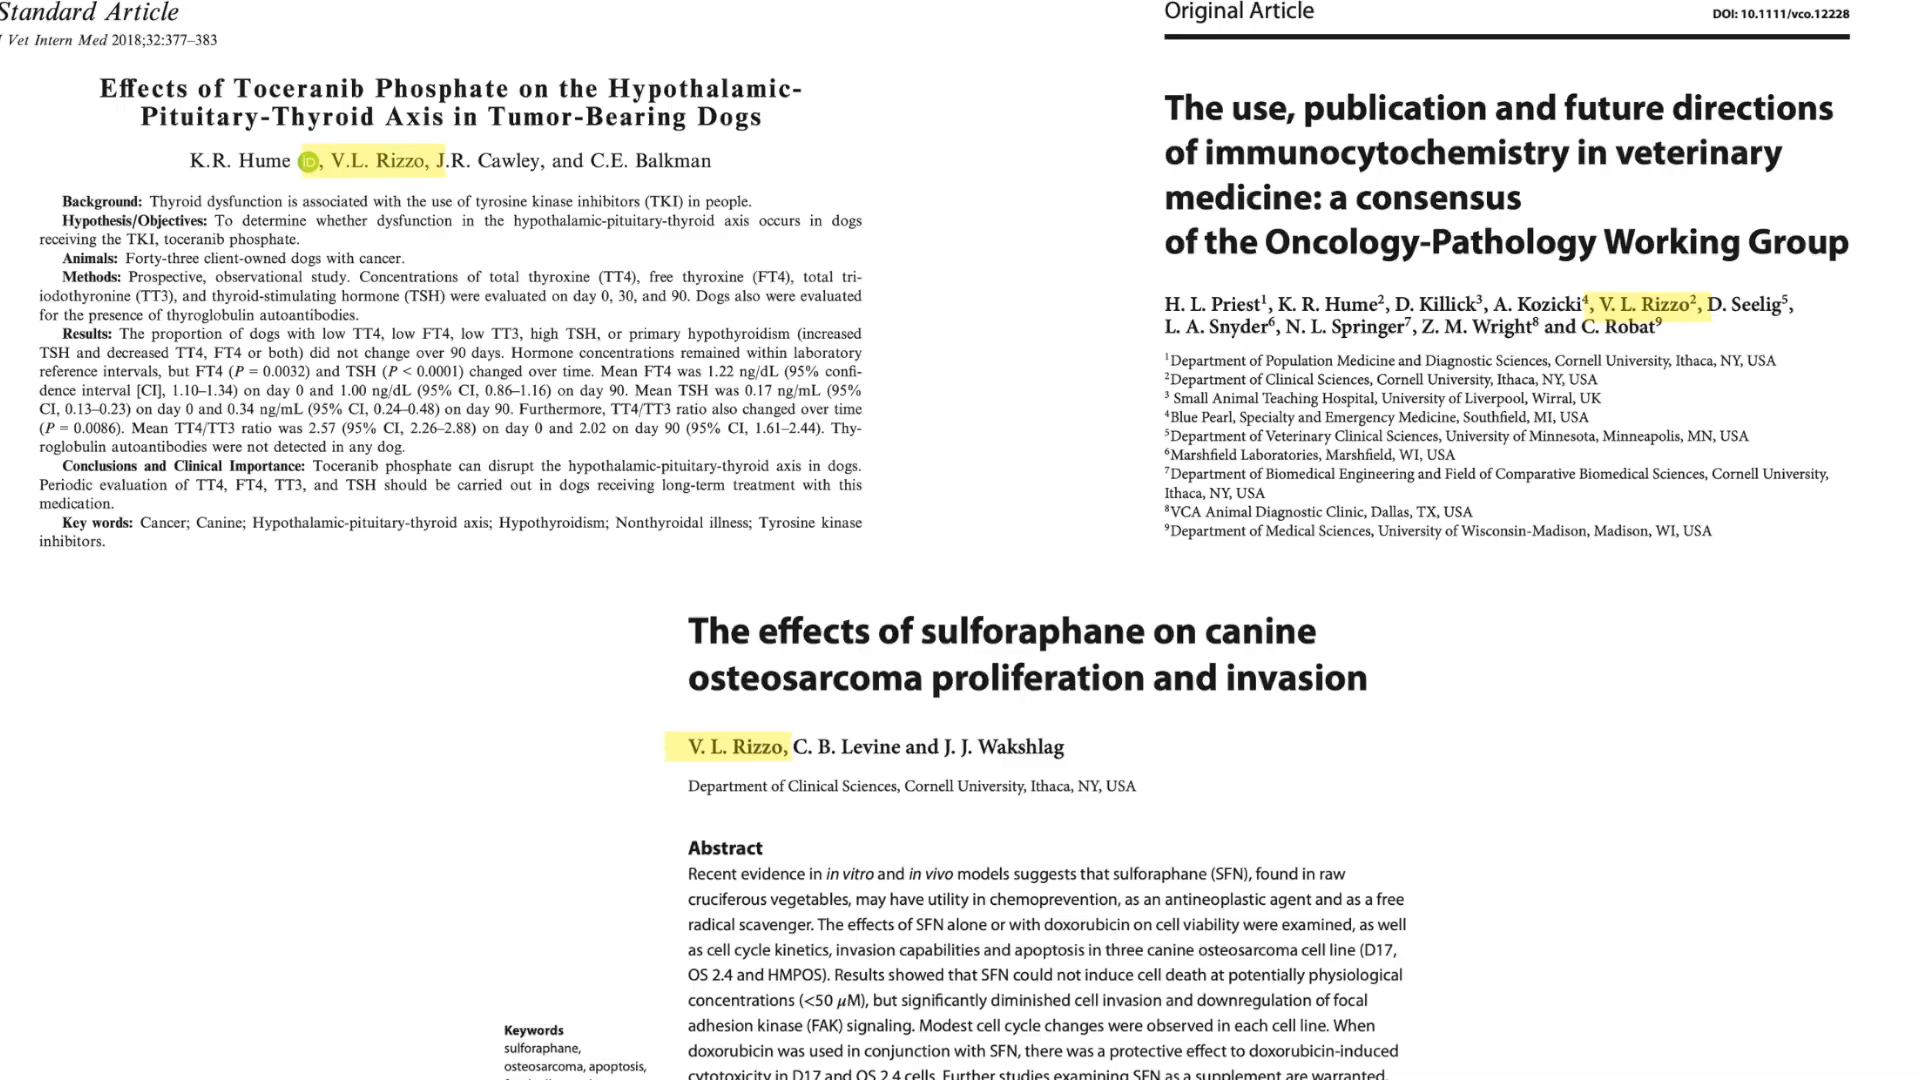 Standard Article
J Vet Intern Med 2018;32:377–383
Effects of Toceranib Phosphate on the Hypothalamic-
Pituitary-Thyroid Axis in Tumor-Bearing Dogs
K.R. Hume iD, V.L. Rizzo, J.R. Cawley, and C.E. Balkman
Background: Thyroid dysfunction is associated with the use of tyrosine kinase inhibitors (TKI) in people.
Hypothesis/Objectives: To determine whether dysfunction in the hypothalamic-pituitary-thyroid axis occurs in dogs
receiving the TKI, toceranib phosphate.
Animals: Forty-three client-owned dogs with cancer.
Methods: Prospective, observational study. Concentrations of total thyroxine (TT4), free thyroxine (FT4), total tri-
iodothyronine (TT3), and thyroid-stimulating hormone (TSH) were evaluated on day 0, 30, and 90. Dogs also were evaluated
for the presence of thyroglobulin autoantibodies.
Results: The proportion of dogs with low TT4, low FT4, low TT3, high TSH, or primary hypothyroidism (increased
TSH and decreased TT4, FT4 or both) did not change over 90 days. Hormone concentrations remained within laboratory
reference intervals, but FT4 (P = 0.0032) and TSH (P < 0.0001) changed over time. Mean FT4 was 1.22 ng/dL (95% confi-
dence interval [CI], 1.10–1.34) on day 0 and 1.00 ng/dL (95% CI, 0.86–1.16) on day 90. Mean TSH was 0.17 ng/mL (95%
CI, 0.13–0.23) on day 0 and 0.34 ng/mL (95% CI, 0.24–0.48) on day 90. Furthermore, TT4/TT3 ratio also changed over time
(P = 0.0086). Mean TT4/TT3 ratio was 2.57 (95% CI, 2.26–2.88) on day 0 and 2.02 on day 90 (95% CI, 1.61–2.44). Thy-
roglobulin autoantibodies were not detected in any dog.
Conclusions and Clinical Importance: Toceranib phosphate can disrupt the hypothalamic-pituitary-thyroid axis in dogs.
Periodic evaluation of TT4, FT4, TT3, and TSH should be carried out in dogs receiving long-term treatment with this
medication.
Key words: Cancer; Canine; Hypothalamic-pituitary-thyroid axis; Hypothyroidism; Nonthyroidal illness; Tyrosine kinase
inhibitors.
Original Article
DOI: 10.1111/vco.12228
The use, publication and future directions
of immunocytochemistry in veterinary
medicine: a consensus
of the Oncology-Pathology Working Group
H. L. Priest1, K. R. Hume2, D. Killick3, A. Kozicki4, V. L. Rizzo2, D. Seelig5,
L. A. Snyder6, N. L. Springer7, Z. M. Wright8 and C. Robat9
1Department of Population Medicine and Diagnostic Sciences, Cornell University, Ithaca, NY, USA
2Department of Clinical Sciences, Cornell University, Ithaca, NY, USA
3 Small Animal Teaching Hospital, University of Liverpool, Wirral, UK
4Blue Pearl, Specialty and Emergency Medicine, Southfield, MI, USA
5Department of Veterinary Clinical Sciences, University of Minnesota, Minneapolis, MN, USA
6Marshfield Laboratories, Marshfield, WI, USA
7Department of Biomedical Engineering and Field of Comparative Biomedical Sciences, Cornell University,
Ithaca, NY, USA
8VCA Animal Diagnostic Clinic, Dallas, TX, USA
9Department of Medical Sciences, University of Wisconsin-Madison, Madison, WI, USA
The effects of sulforaphane on canine
osteosarcoma proliferation and invasion
V. L. Rizzo, C. B. Levine and J. J. Wakshlag
Department of Clinical Sciences, Cornell University, Ithaca, NY, USA
Abstract
Recent evidence in in vitro and in vivo models suggests that sulforaphane (SFN), found in raw
cruciferous vegetables, may have utility in chemoprevention, as an antineoplastic agent and as a free
radical scavenger. The effects of SFN alone or with doxorubicin on cell viability were examined, as well
as cell cycle kinetics, invasion capabilities and apoptosis in three canine osteosarcoma cell line (D17,
OS 2.4 and HMPOS). Results showed that SFN could not induce cell death at potentially physiological
concentrations (<50 μM), but significantly diminished cell invasion and downregulation of focal
adhesion kinase (FAK) signaling. Modest cell cycle changes were observed in each cell line. When
doxorubicin was used in conjunction with SFN, there was a protective effect to doxorubicin-induced
cytotoxicity in D17 and OS 2.4 cells. Further studies examining SFN as a supplement are warranted,
Keywords
sulforaphane,
osteosarcoma, apoptosis,